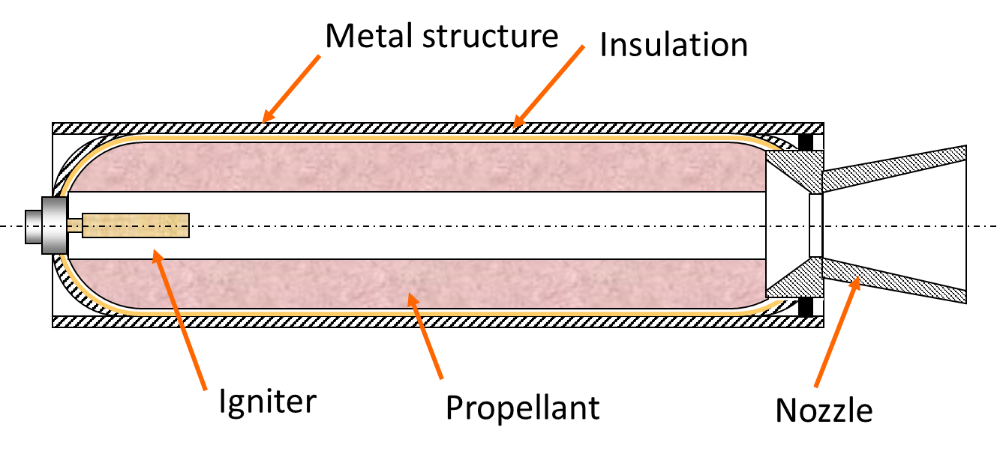 Metal structure
Insulation
Igniter
Propellant
Nozzle